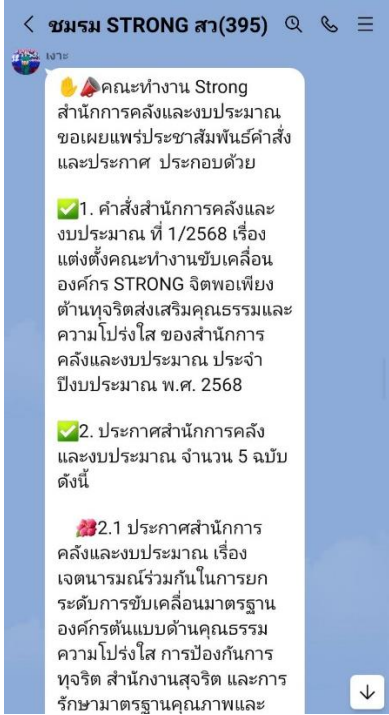 ชมรม STRONG สว(395)
เงาะ
✋📣คณะทำงาน Strong
สำนักการคลังและงบประมาณ
ขอเผยแพร่ประชาสัมพันธ์คำสั่ง
และประกาศ ประกอบด้วย
✅1. คำสั่งสำนักการคลังและ
งบประมาณ ที่ 1/2568 เรื่อง
แต่งตั้งคณะทำงานขับเคลื่อน
องค์กร STRONG จิตพอเพียง
ต้านทุจริตส่งเสริมคุณธรรมและ
ความโปร่งใส ของสำนักการ
คลังและงบประมาณ ประจำ
ปีงบประมาณ พ.ศ. 2568
✅2. ประกาศสำนักการคลัง
และงบประมาณ จำนวน 5 ฉบับ
ดังนี้
🌺2.1 ประกาศสำนักการ
คลังและงบประมาณ เรื่อง
เจตนารมณ์ร่วมกันในการยก
ระดับการขับเคลื่อนมาตรฐาน
องค์กรต้นแบบด้านคุณธรรม
ความโปร่งใส การป้องกันการ
ทุจริต สำนักงานสุจริต และการ
รักษามาตรฐานคุณภาพและ